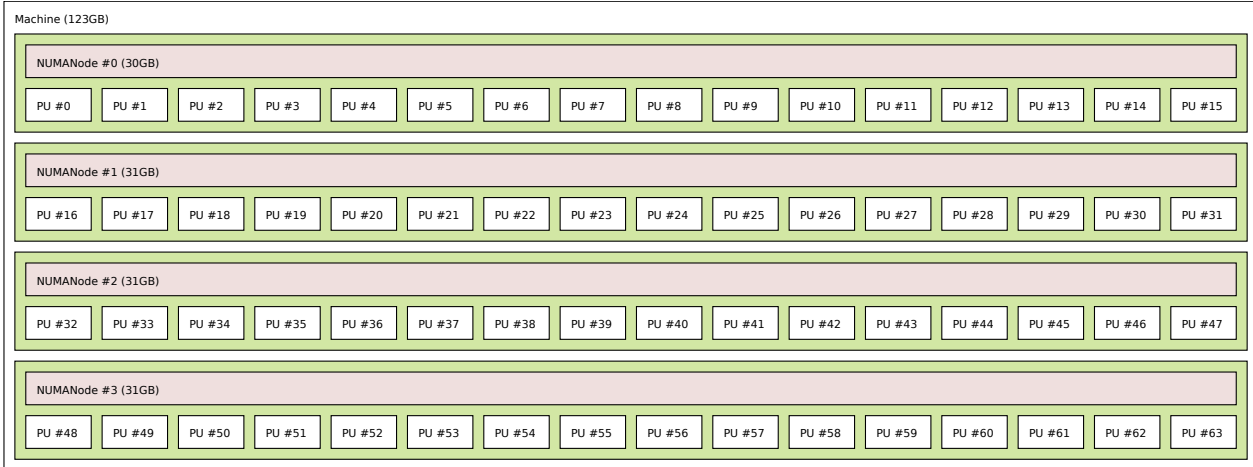 Machine (123GB)
NUMANode #0 (30GB)
PU #0 PU #1 PU #2 PU #3 PU #4 PU #5 PU #6 PU #7 PU #8 PU #9 PU #10 PU #11 PU #12 PU #13 PU #14 PU #15
NUMANode #1 (31GB)
PU #16 PU #17 PU #18 PU #19 PU #20 PU #21 PU #22 PU #23 PU #24 PU #25 PU #26 PU #27 PU #28 PU #29 PU #30 PU #31
NUMANode #2 (31GB)
PU #32 PU #33 PU #34 PU #35 PU #36 PU #37 PU #38 PU #39 PU #40 PU #41 PU #42 PU #43 PU #44 PU #45 PU #46 PU #47
NUMANode #3 (31GB)
PU #48 PU #49 PU #50 PU #51 PU #52 PU #53 PU #54 PU #55 PU #56 PU #57 PU #58 PU #59 PU #60 PU #61 PU #62 PU #63